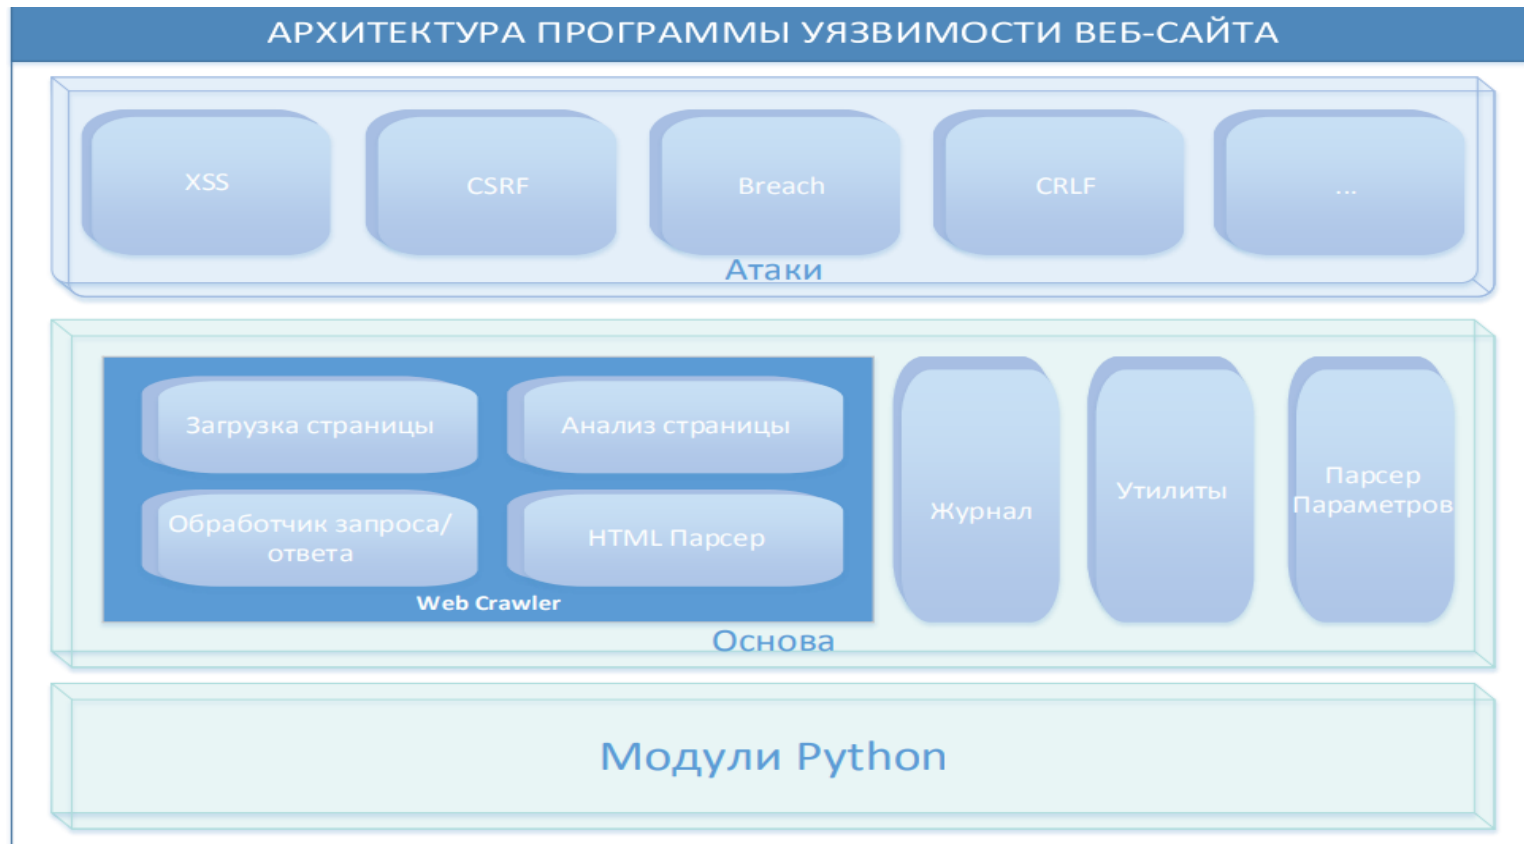 АРХИТЕКТУРА ПРОГРАММЫ УЯЗВИМОСТИ ВЕБ-САЙТА
XSS
CSRF
Breach
CRLF
...
Атаки
Загрузка страницы
Анализ страницы
Обработчик запроса/
ответа
HTML Парсер
Web Crawler
Журнал
Утилиты
Парсер
Параметров
Основа
Модули Python